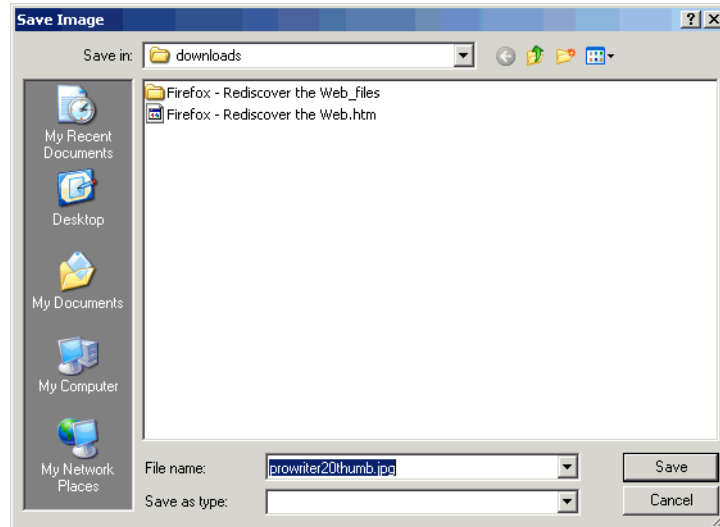 Save Image
Save in:
downloads
My Recent
Documents
Desktop
My Documents
My Computer
My Network
Places
Firefox - Rediscover the Web_files
Firefox - Rediscover the Web.htm
File name:
prowriter20thumb.jpg
Save
Save as type:
Cancel